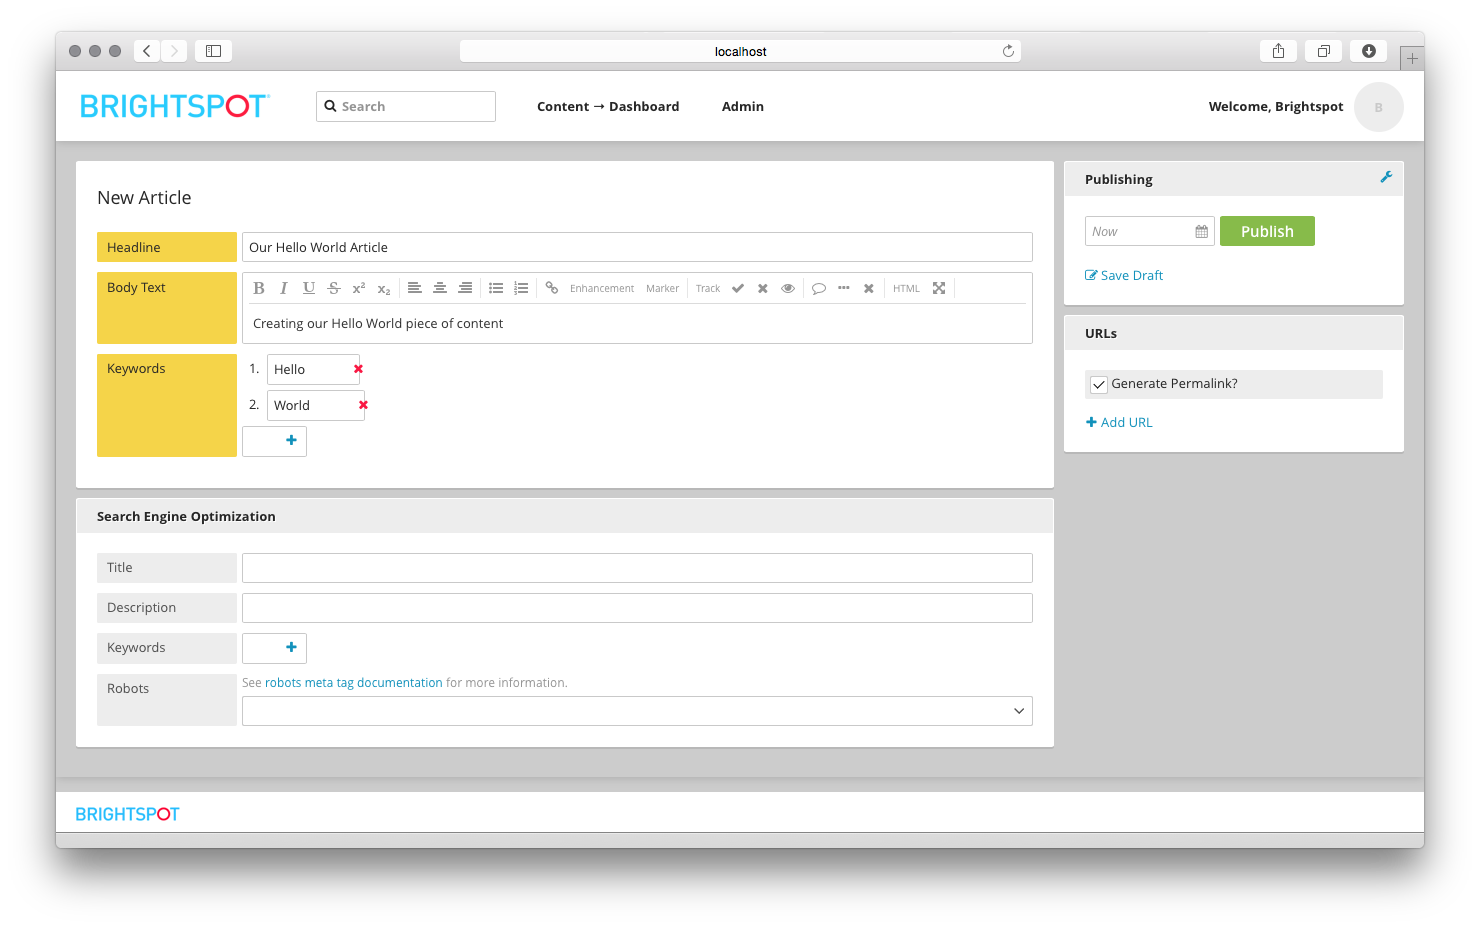 localhost
BRIGHTSPOT
Search
Content → Dashboard
Admin
Welcome, Brightspot
B
New Article
Headline
Our Hello World Article
Body Text
B I U S x² x₂ Enhancement Marker Track HTML
Creating our Hello World piece of content
Keywords
1. Hello
2. World
Search Engine Optimization
Title
Description
Keywords
Robots
See robots meta tag documentation for more information.
Publishing
Now
Publish
Save Draft
URLs
Generate Permalink?
Add URL
BRIGHTSPOT